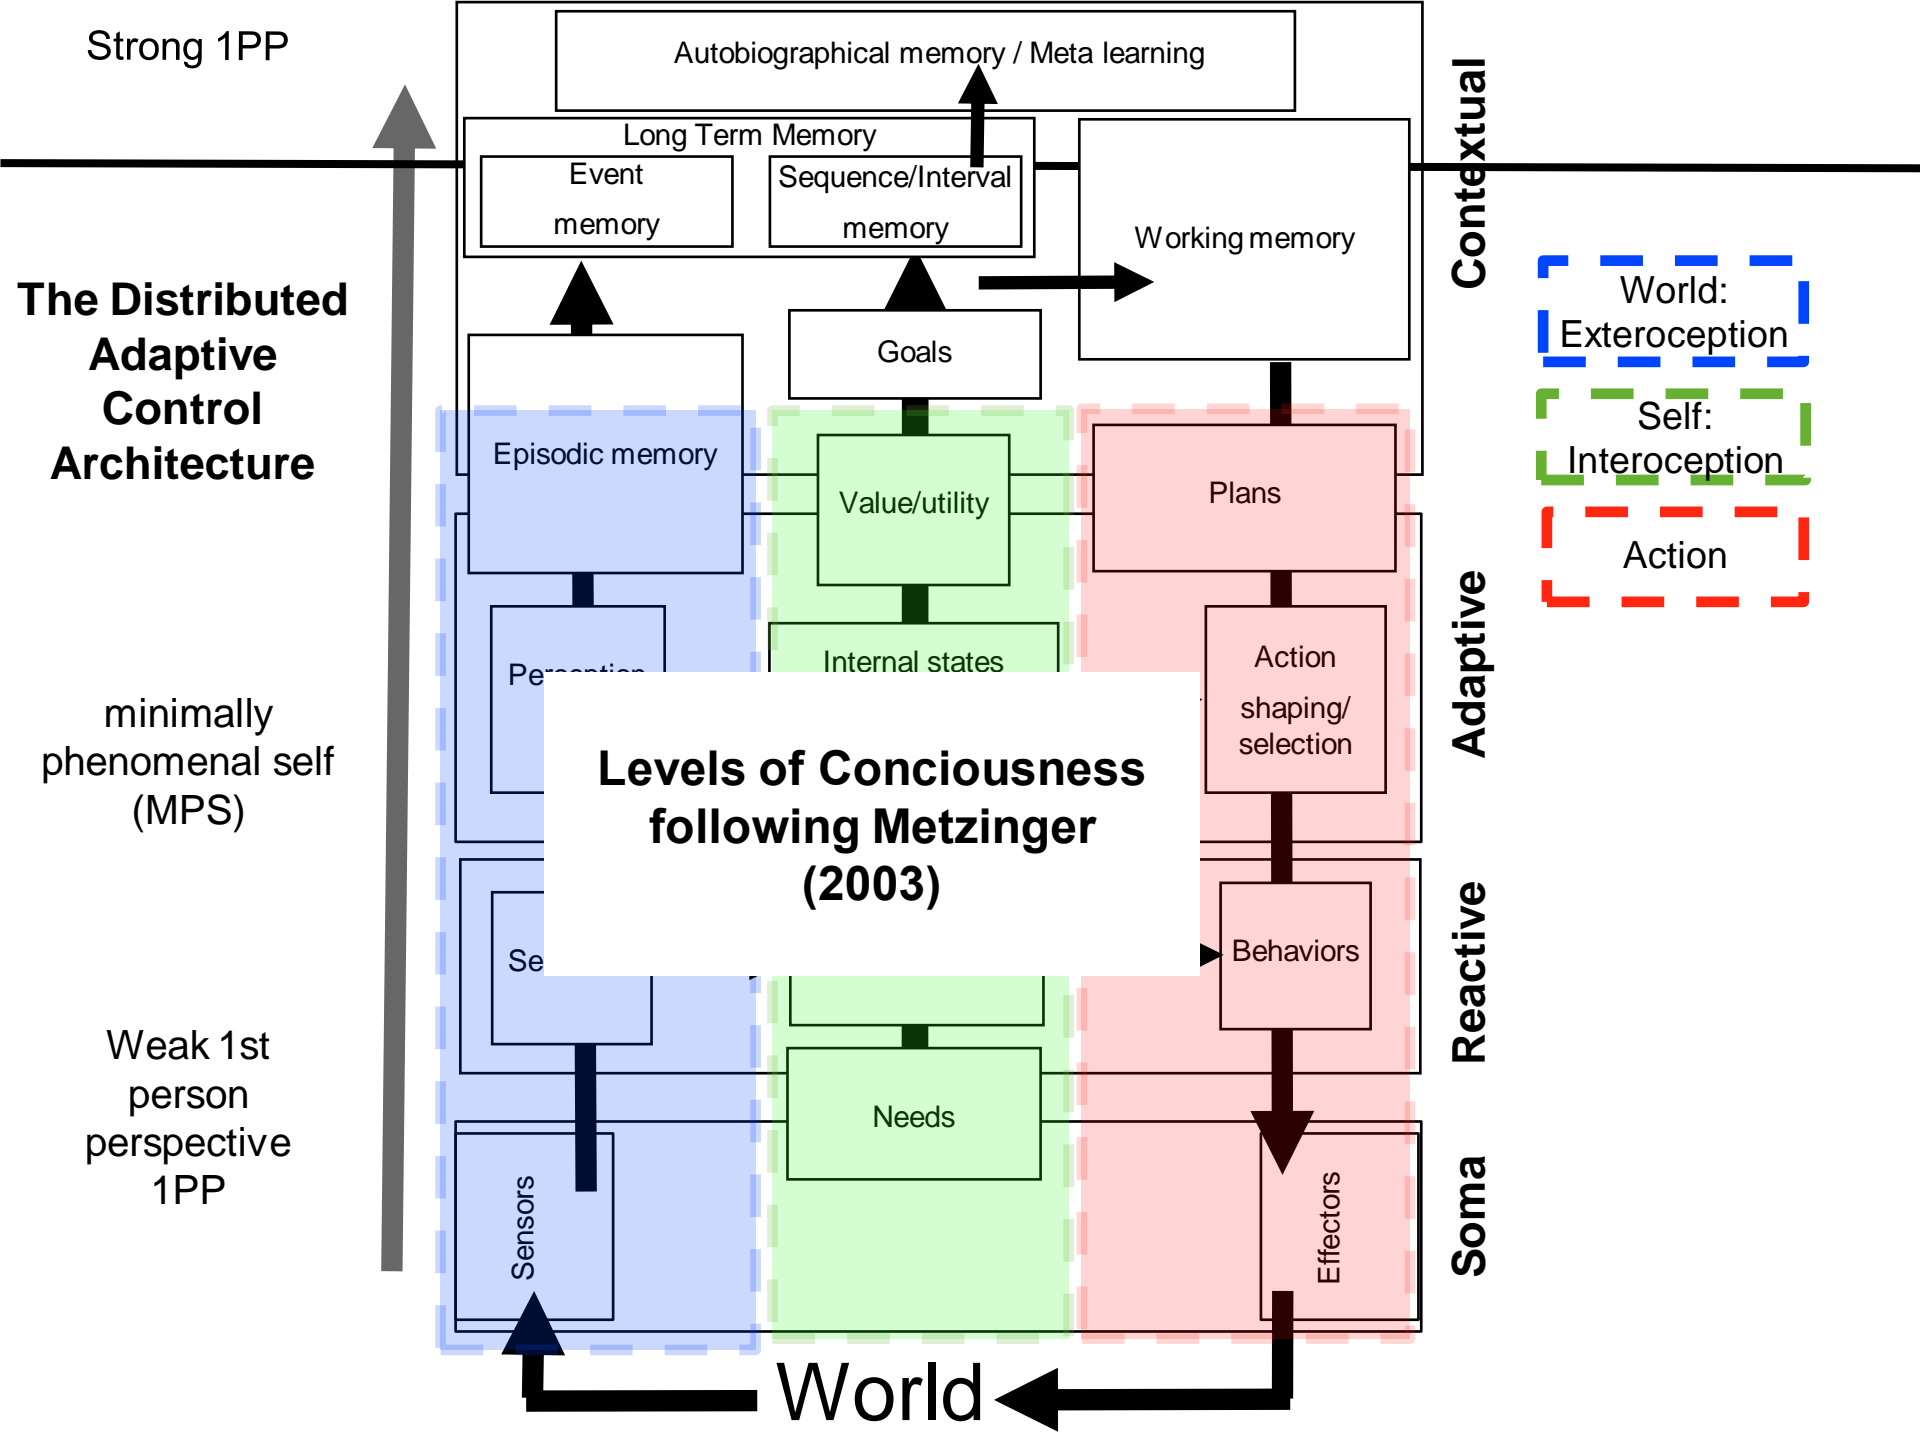 Strong 1PP
Autobiographical memory / Meta learning
Long Term Memory
Event
memory
Sequence/Interval
memory
Working memory
Contextual
The Distributed
Adaptive
Control
Architecture
Goals
World:
Exteroception
Self:
Interoception
Action
Episodic memory
Value/utility
Plans
Internal states
Action
shaping/
selection
Adaptive
minimally
phenomenal self
(MPS)
Levels of Conciousness
following Metzinger
(2003)
Behaviors
Reactive
Weak 1st
person
perspective
1PP
Needs
Sensors
Effectors
Soma
World